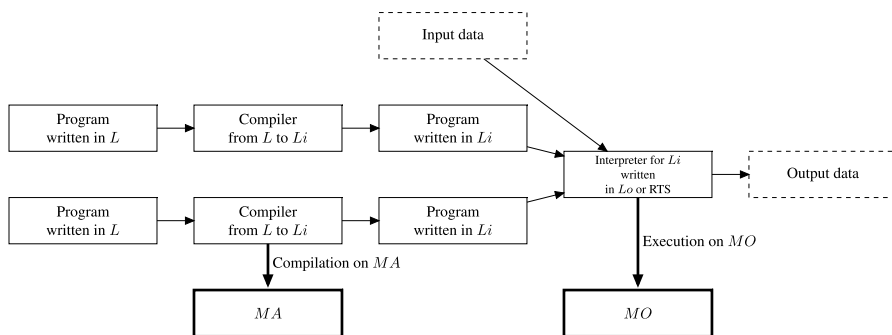 Input data
Program
written in L
Compiler
from L to Li
Program
written in Li
Interpreter for Li
written
in Lo or RTS
Output data
Program
written in L
Compiler
from L to Li
Program
written in Li
Compilation on MA
Execution on MO
MA
MO